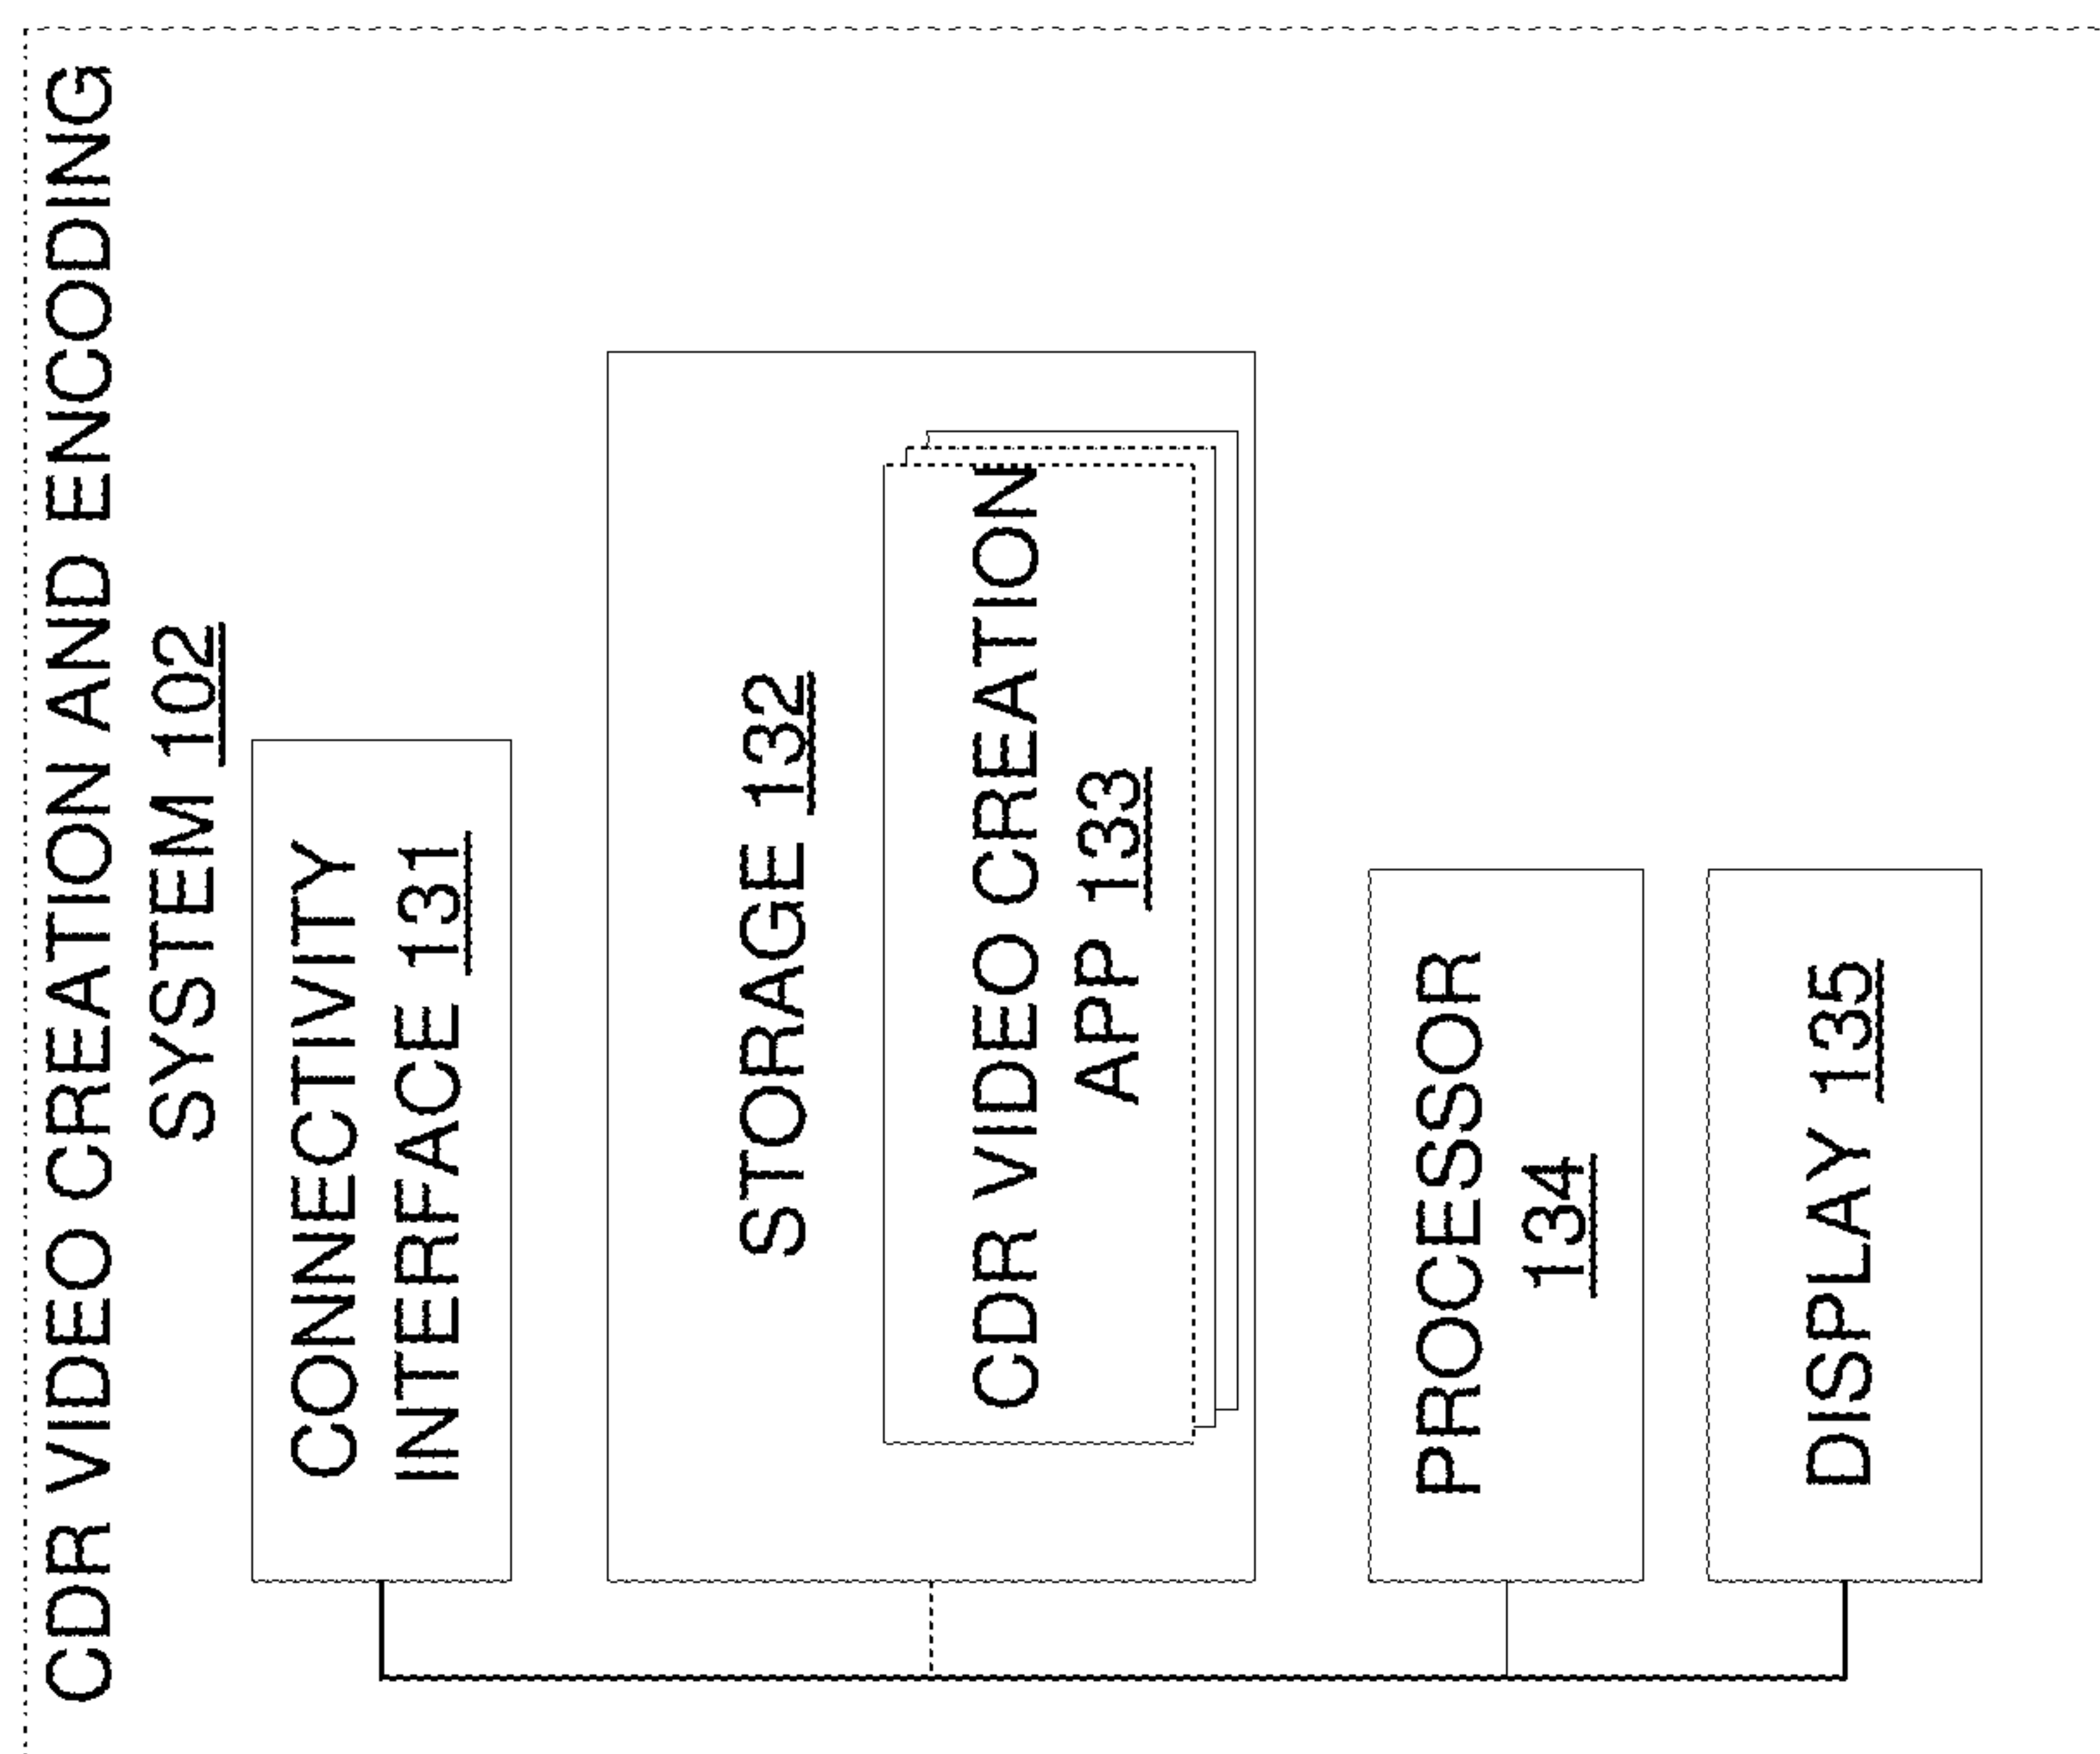 CDR VIDEO CREATION AND ENCODING
SYSTEM 102
CONNECTIVITY
INTERFACE 131
STORAGE 132
CDR VIDEO CREATION
APP 133
PROCESSOR
134
DISPLAY 135